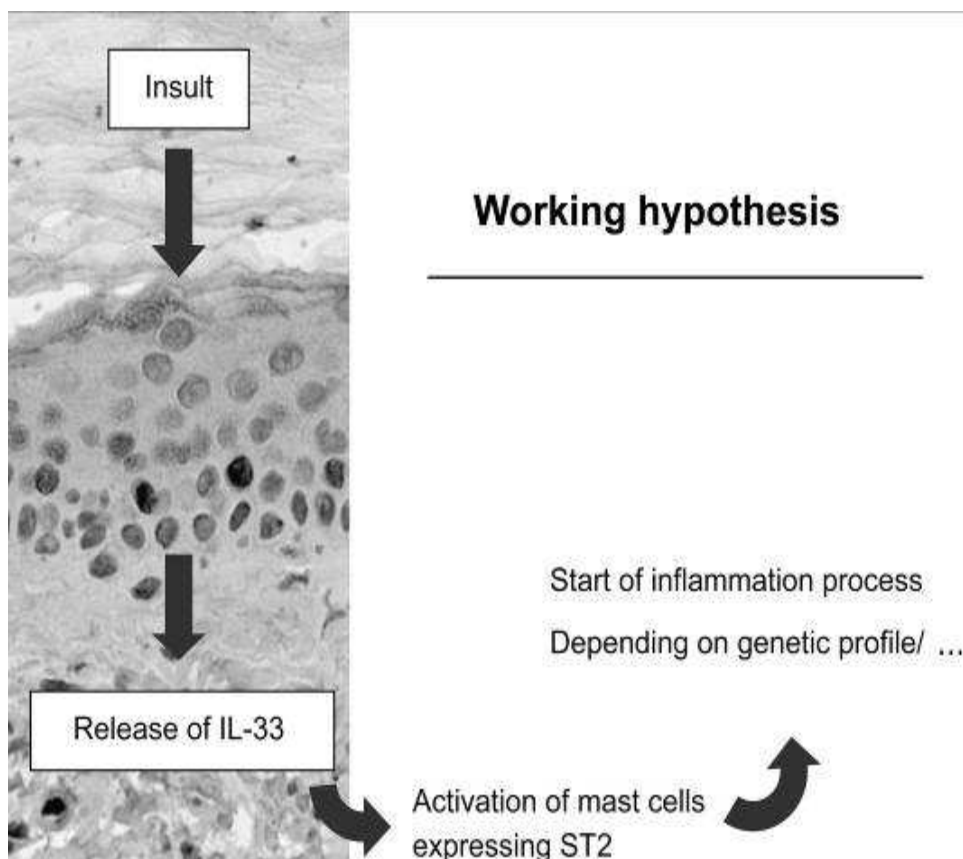 Insult
Working hypothesis
Start of inflammation process
Depending on genetic profile/ ...
Release of IL-33
Activation of mast cells
expressing ST2